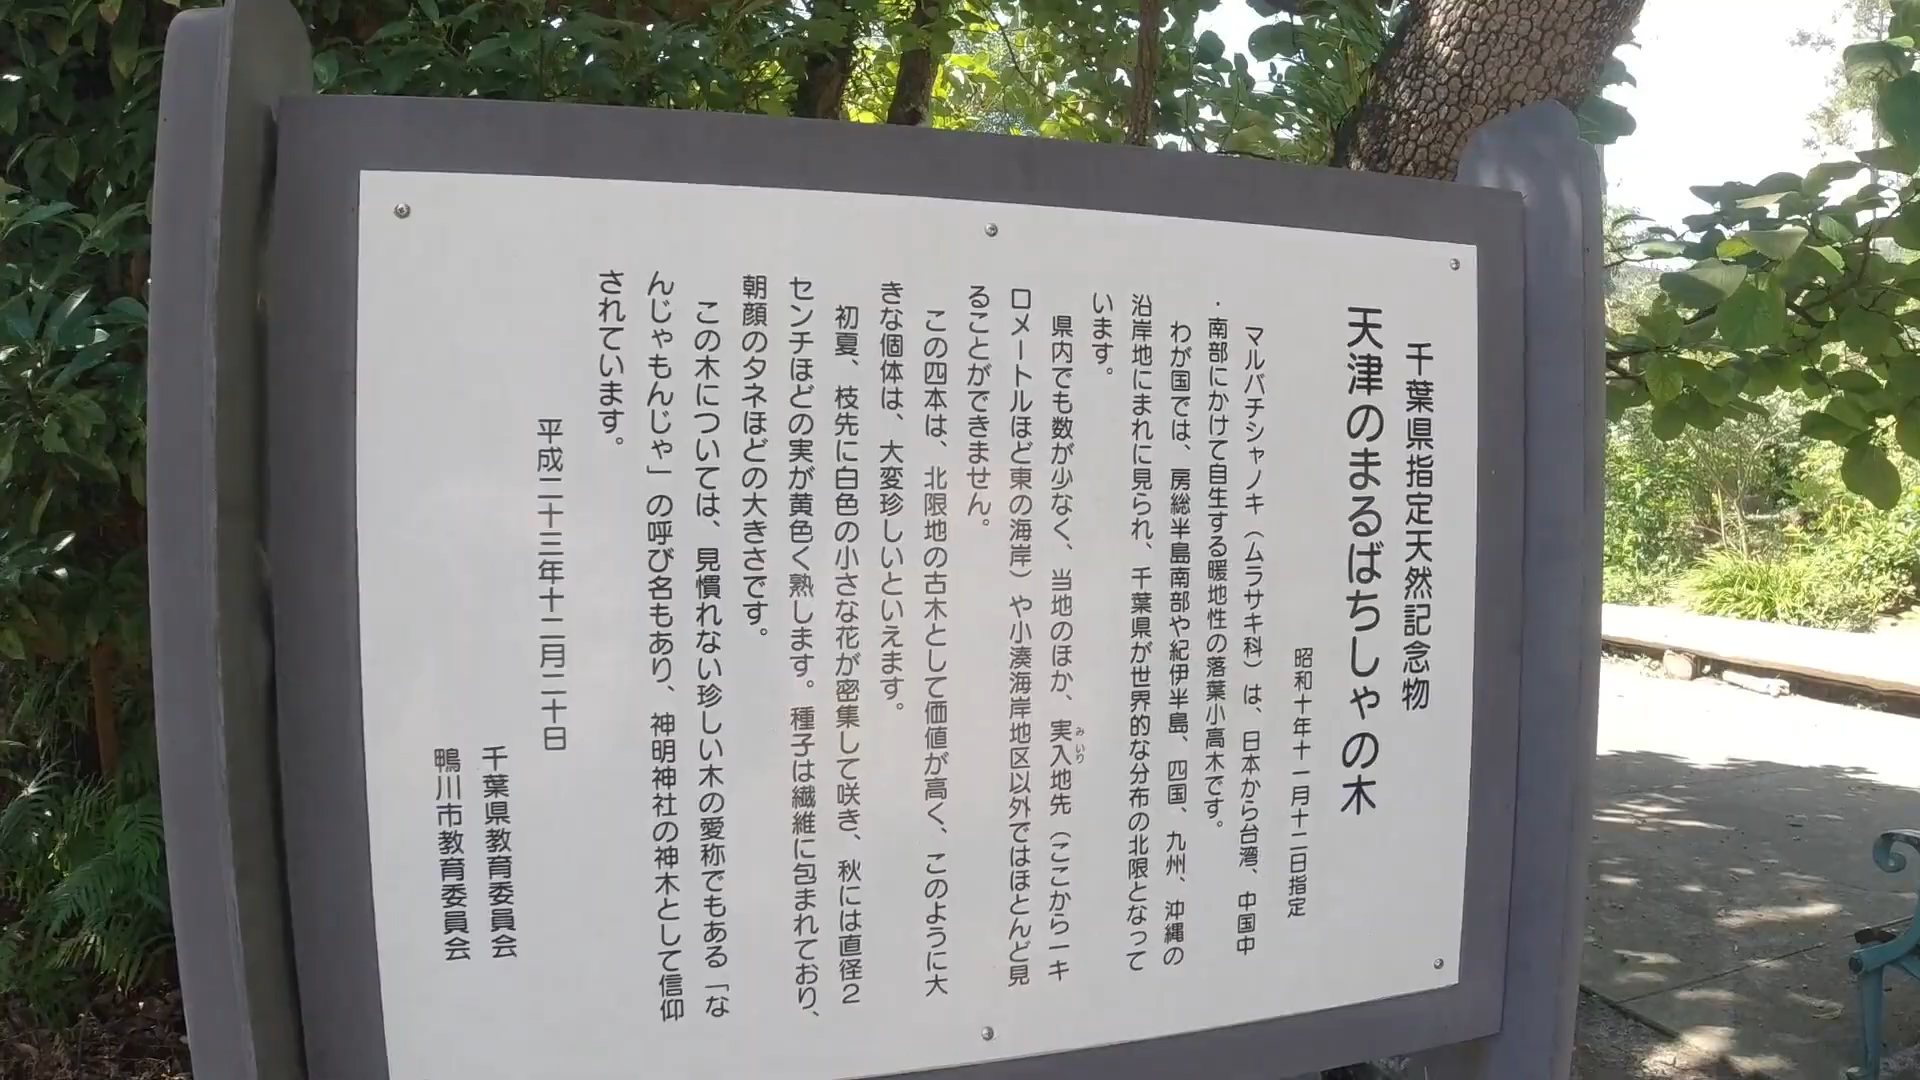 千葉県指定天然記念物
天津のまるばちしゃの木
昭和十年十一月十二日指定
マルバチシャノキ（ムラサキ科）は、日本から台湾、中国中
・南部にかけて自生する暖地性の落葉小高木です。
わが国では、房総半島南部や紀伊半島、四国、九州、沖縄の
沿岸地にまれに見られ、千葉県が世界的な分布の北限となって
います。
県内でも数が少なく、当地のほか、実入地先（ここから一キ
みいり
ロメートルほど東の海岸）や小湊海岸地区以外ではほとんど見
ることができません。
この四本は、北限地の古木として価値が高く、このように大
きな個体は、大変珍しいといえます。
初夏、枝先に白色の小さな花が密集して咲き、秋には直径２
センチほどの実が黄色く熟します。種子は繊維に包まれており、
朝顔のタネほどの大きさです。
この木については、見慣れない珍しい木の愛称でもある「な
んじゃもんじゃ」の呼び名もあり、神明神社の神木として信仰
されています。
平成二十三年十二月二十日
千葉県教育委員会
鴨川市教育委員会